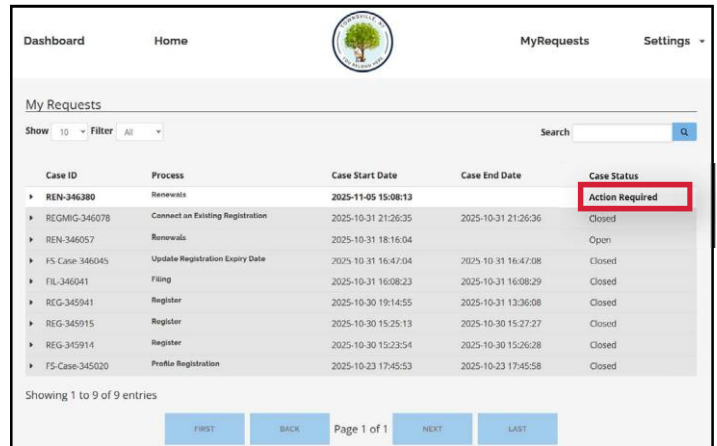 Dashboard Home TOWNSVILLE, NY YOU BELONG HERE MyRequests Settings
My Requests
Show 10 Filter All Search
Case ID Process Case Start Date Case End Date Case Status
REN-346380 Renewals 2025-11-05 15:08:13 Action Required
REGMIG-346078 Connect an Existing Registration 2025-10-31 21:26:35 2025-10-31 21:26:36 Closed
REN-346057 Renewals 2025-10-31 18:16:04 Open
FS-Case-346045 Update Registration Expiry Date 2025-10-31 16:47:04 2025-10-31 16:47:08 Closed
FIL-346041 Filing 2025-10-31 16:08:23 2025-10-31 16:08:29 Closed
REG-345941 Register 2025-10-30 19:14:55 2025-10-31 13:36:08 Closed
REG-345915 Register 2025-10-30 15:25:13 2025-10-30 15:27:27 Closed
REG-345914 Register 2025-10-30 15:23:54 2025-10-30 15:26:28 Closed
FS-Case-345020 Profile Registration 2025-10-23 17:45:53 2025-10-23 17:45:58 Closed
Showing 1 to 9 of 9 entries
FIRST BACK Page 1 of 1 NEXT LAST